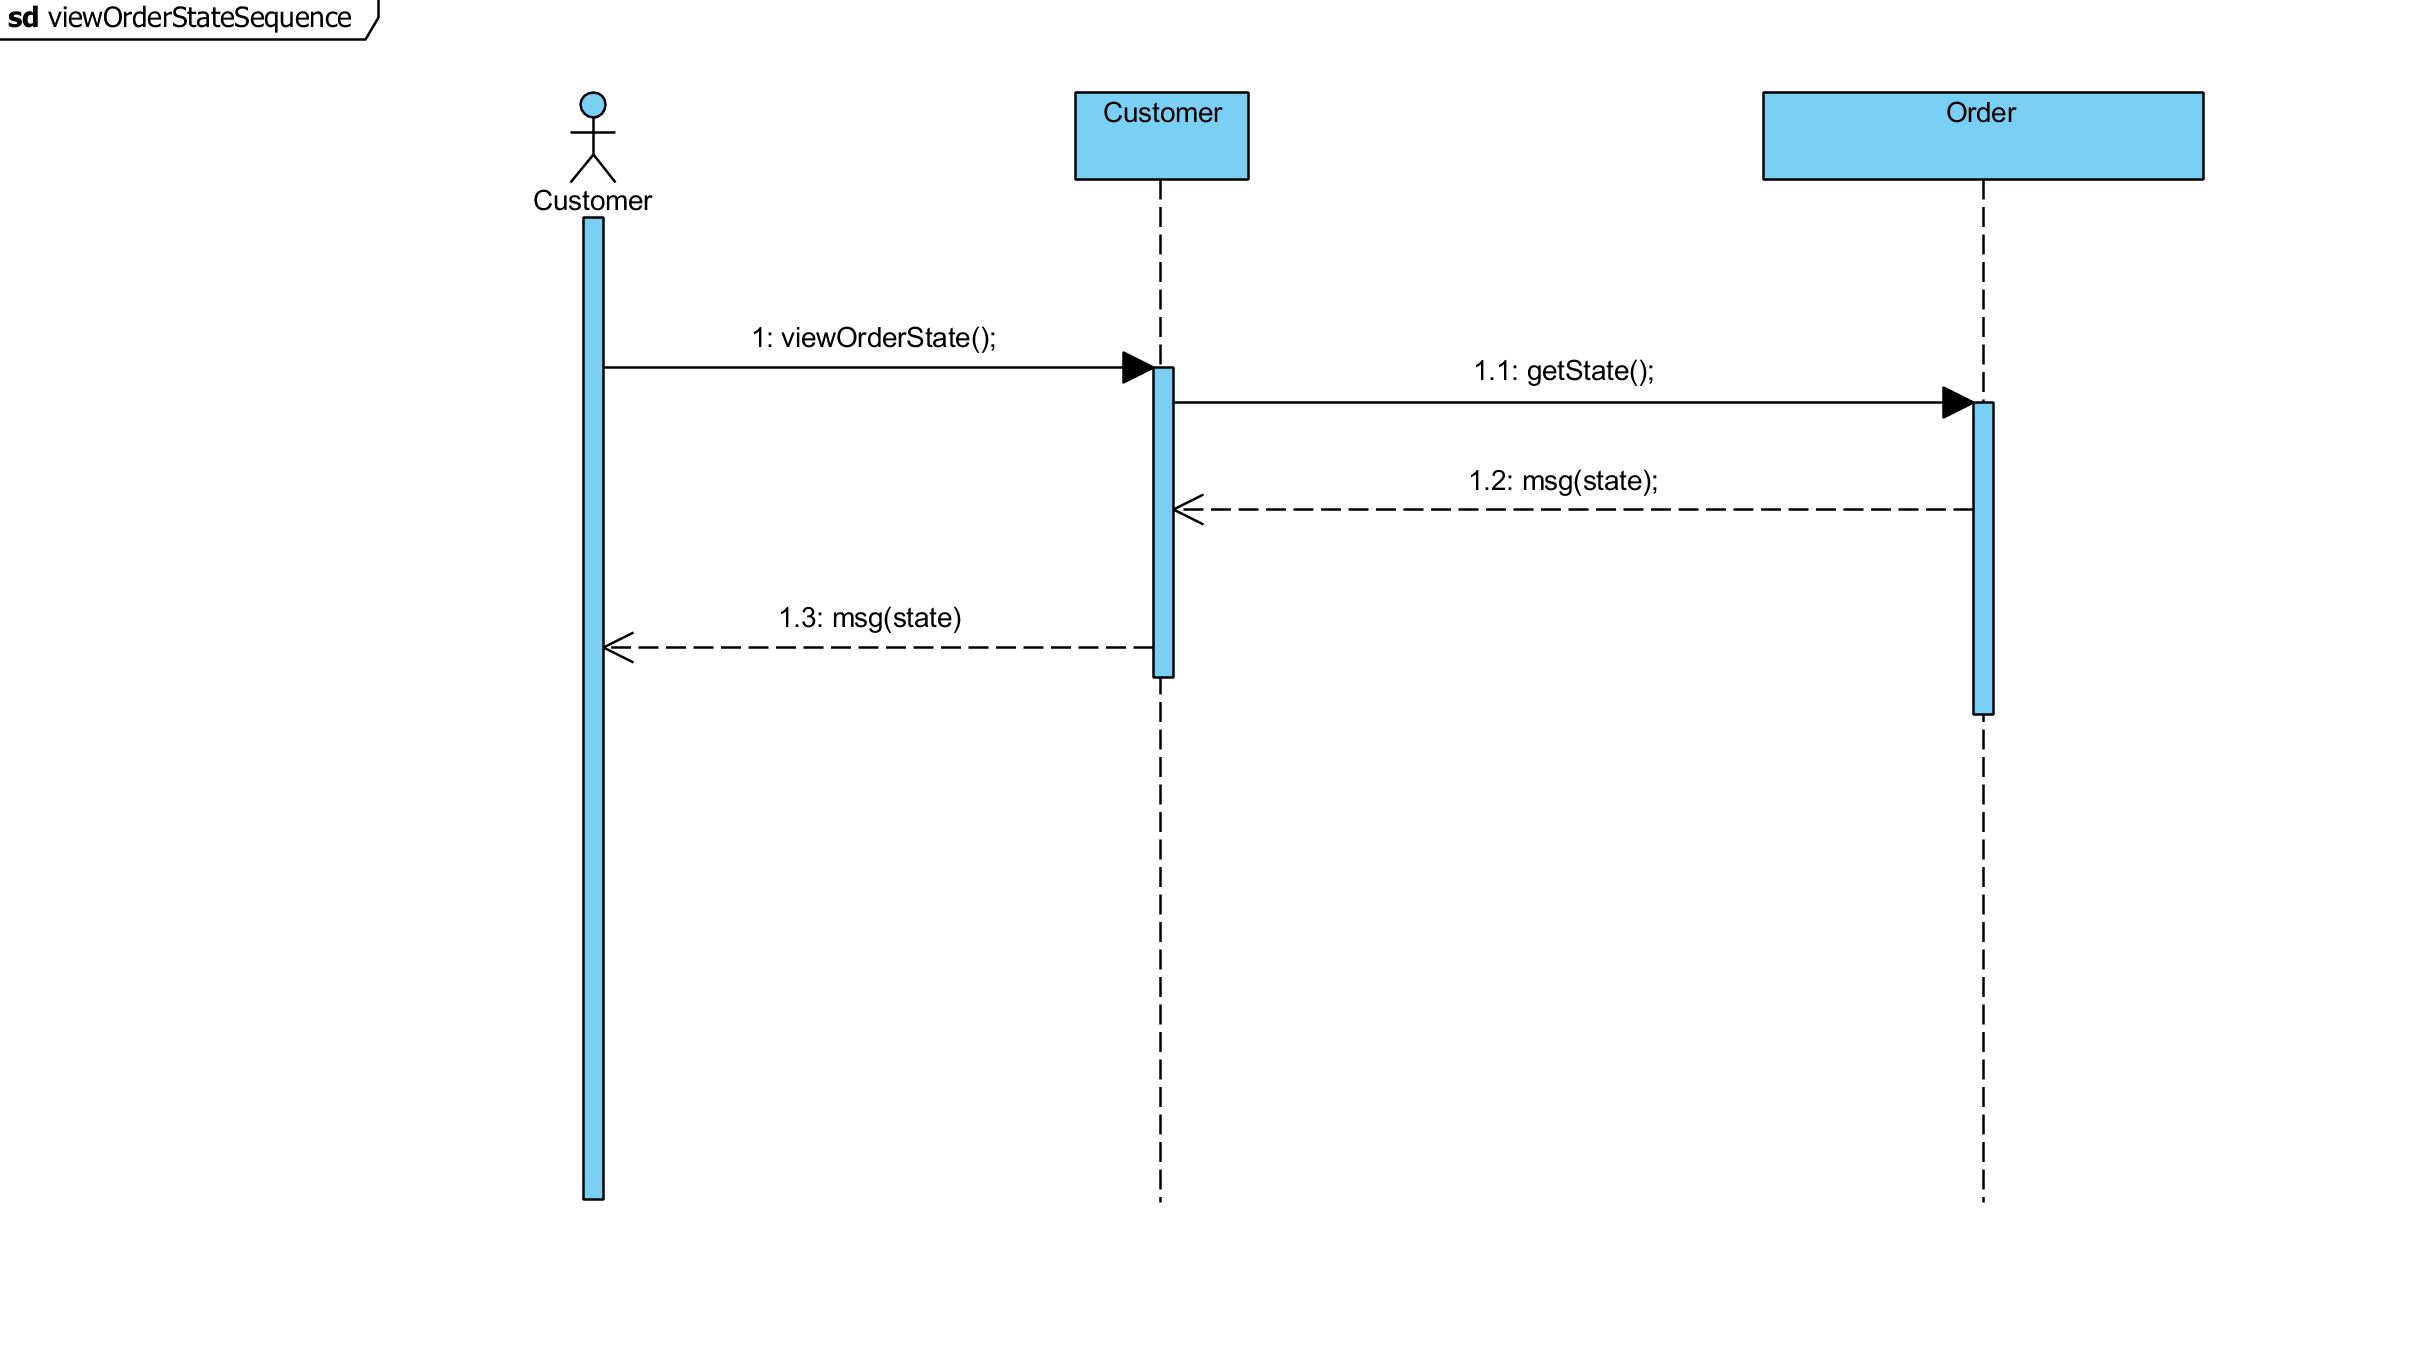 sd viewOrderStateSequence
Customer
Order
Customer
1: viewOrderState();
1.1: getState();
1.2: msg(state);
1.3: msg(state)